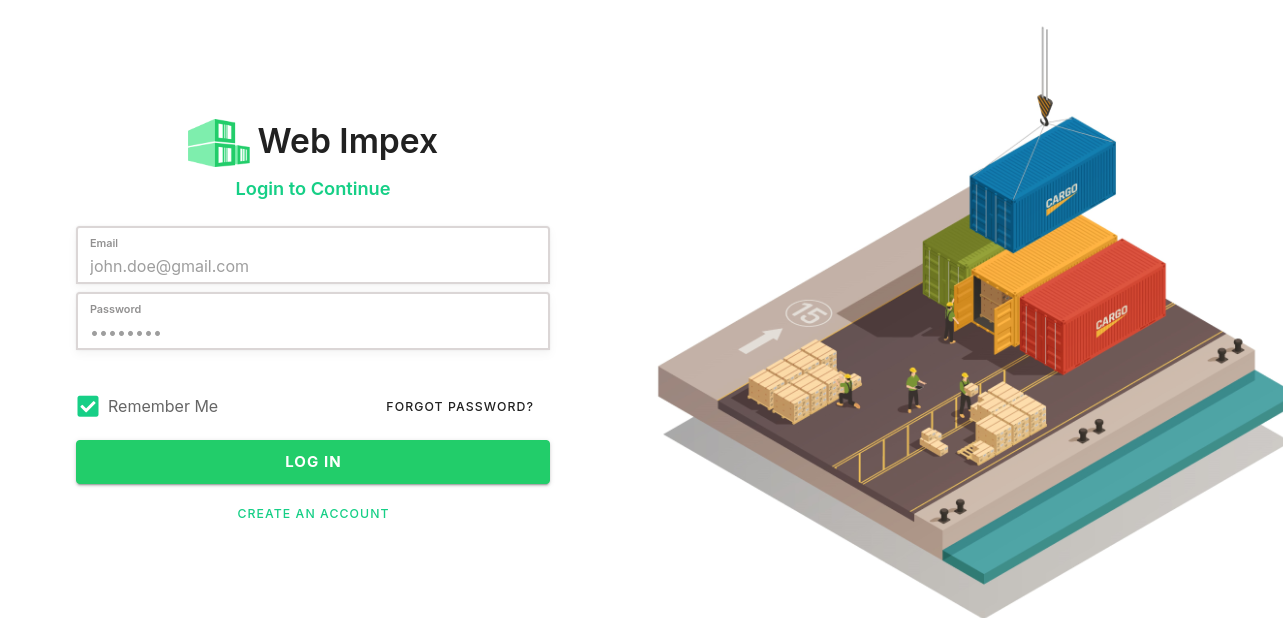 Web Impex
Login to Continue
Email
john.doe@gmail.com
Password
••••••••
Remember Me
FORGOT PASSWORD?
LOG IN
CREATE AN ACCOUNT
CARGO
CARGO
15